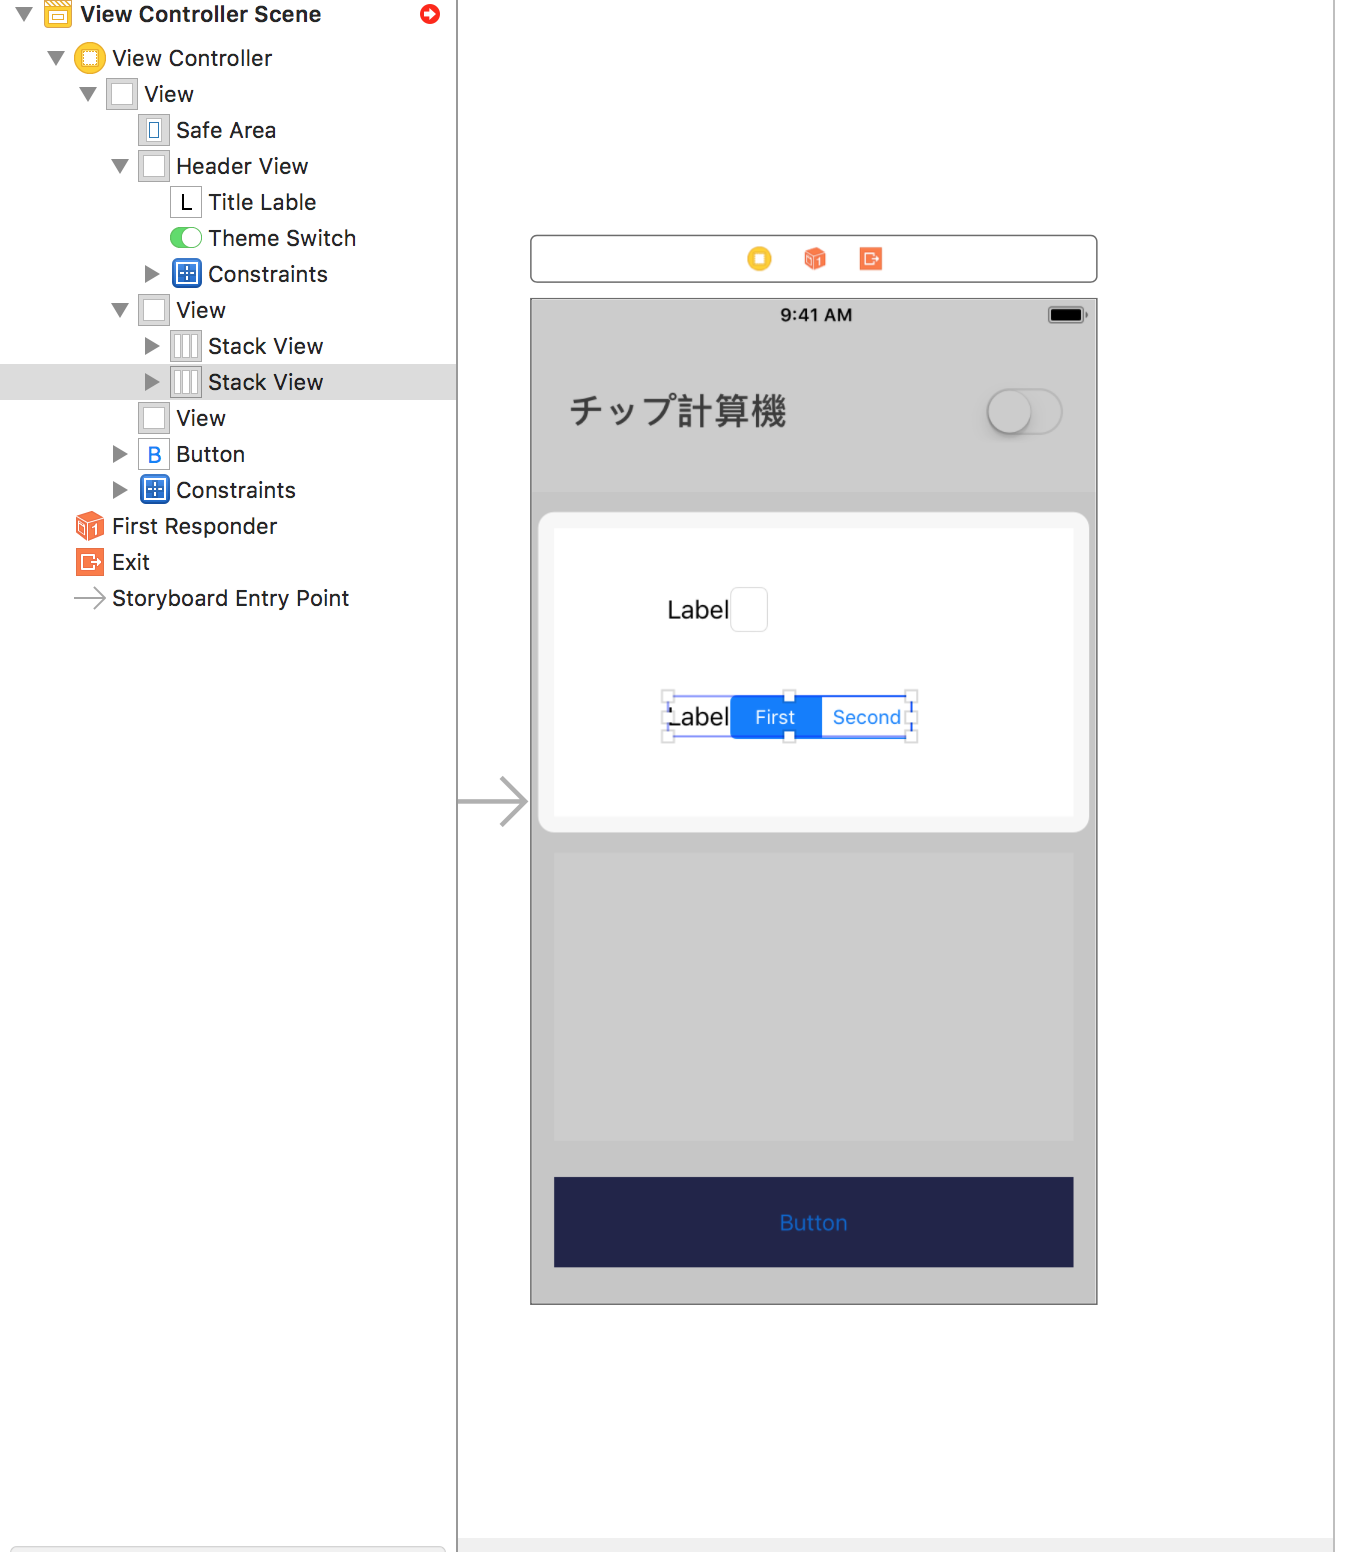 View Controller Scene
View Controller
View
Safe Area
Header View
L Title Lable
Theme Switch
Constraints
View
Stack View
Stack View
View
B Button
Constraints
1 First Responder
Exit
Storyboard Entry Point
1
9:41 AM
チップ計算機
Label
Label First Second
Button